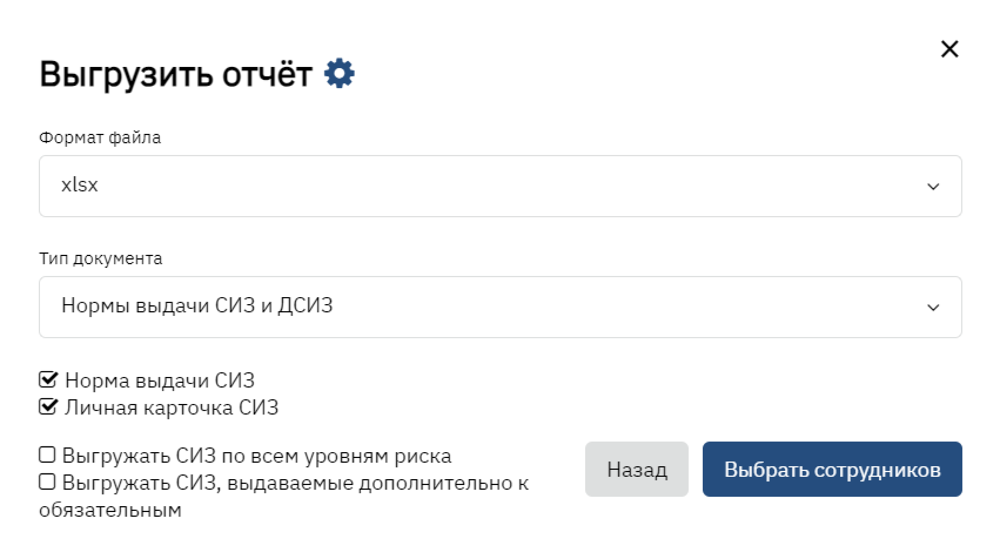 Выгрузить отчёт
Формат файла
xlsx
Тип документа
Нормы выдачи СИЗ и ДСИЗ
Норма выдачи СИЗ
Личная карточка СИЗ
Выгружать СИЗ по всем уровням риска
Выгружать СИЗ, выдаваемые дополнительно к
обязательным
Назад
Выбрать сотрудников